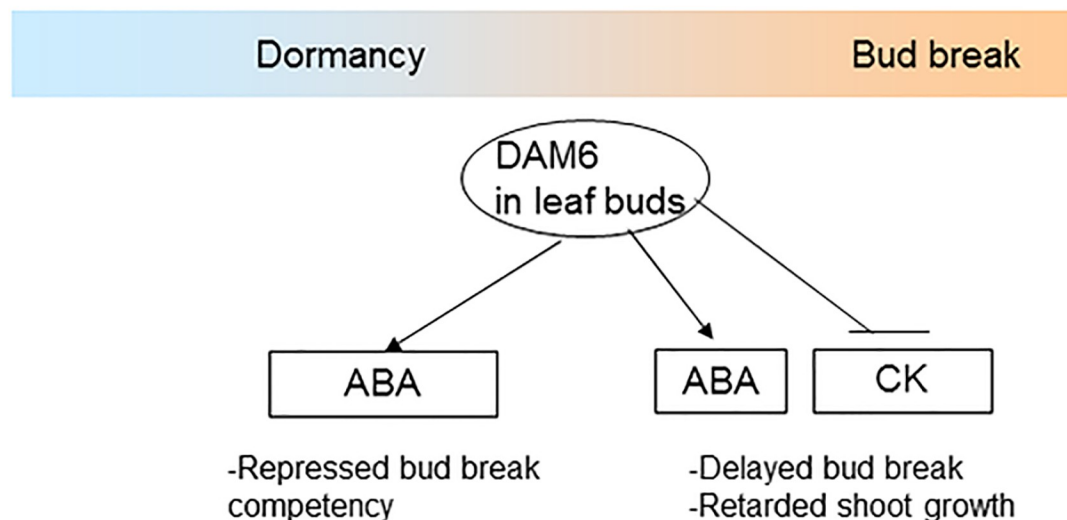 Dormancy
Bud break
DAM6
in leaf buds
ABA
ABA
CK
-Repressed bud break
competency
-Delayed bud break
-Retarded shoot growth